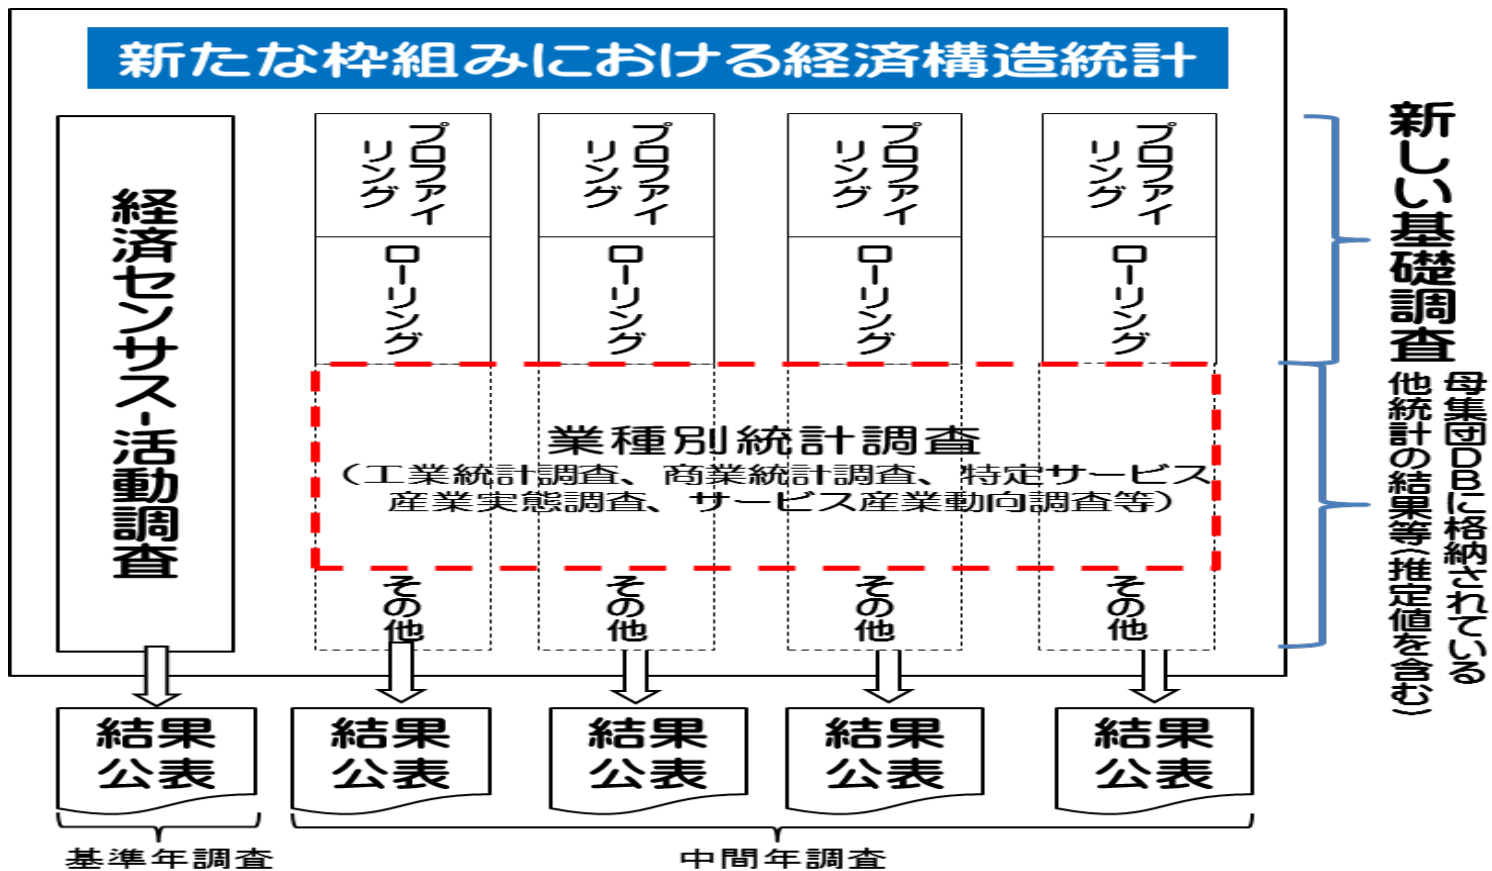 新たな枠組みにおける経済構造統計
経済センサス-活動調査
プロファイ
リング
ローリング
プロファイ
リング
ローリング
プロファイ
リング
ローリング
プロファイ
リング
ローリング
業種別統計調査
（工業統計調査、商業統計調査、特定サービス
産業実態調査、サービス産業動向調査等）
その他
その他
その他
その他
新しい基礎調査
母集団DBに格納されている
他統計の結果等（推定値を含む）
結果
公表
結果
公表
結果
公表
結果
公表
結果
公表
基準年調査
中間年調査